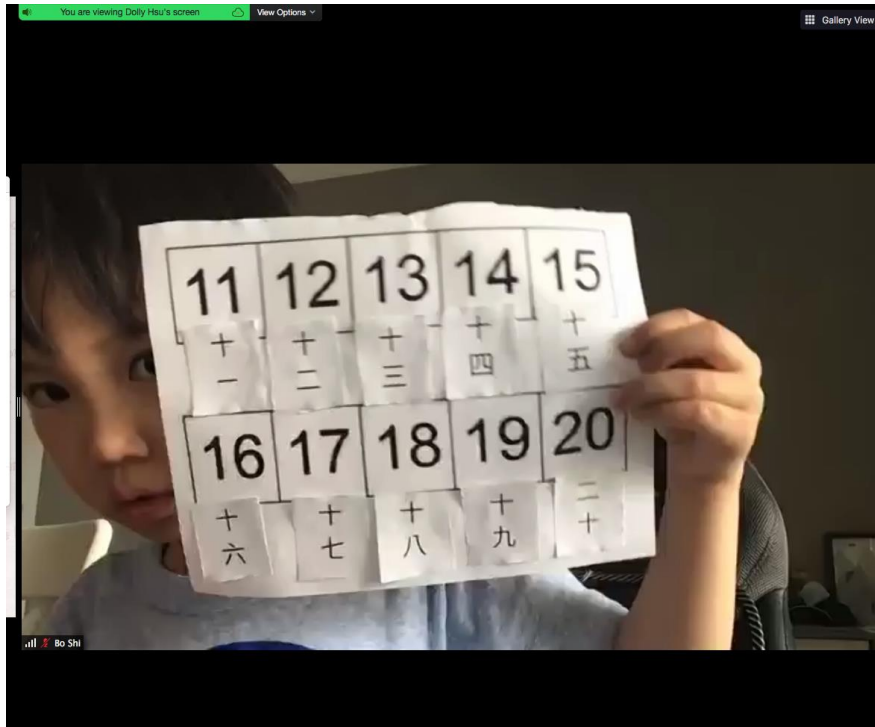 You are viewing Dolly Hsu's screen
View Options
Gallery View
11 12 13 14 15
十一 十二 十三 十四 十五
16 17 18 19 20
十六 十七 十八 十九 二十
Bo Shi